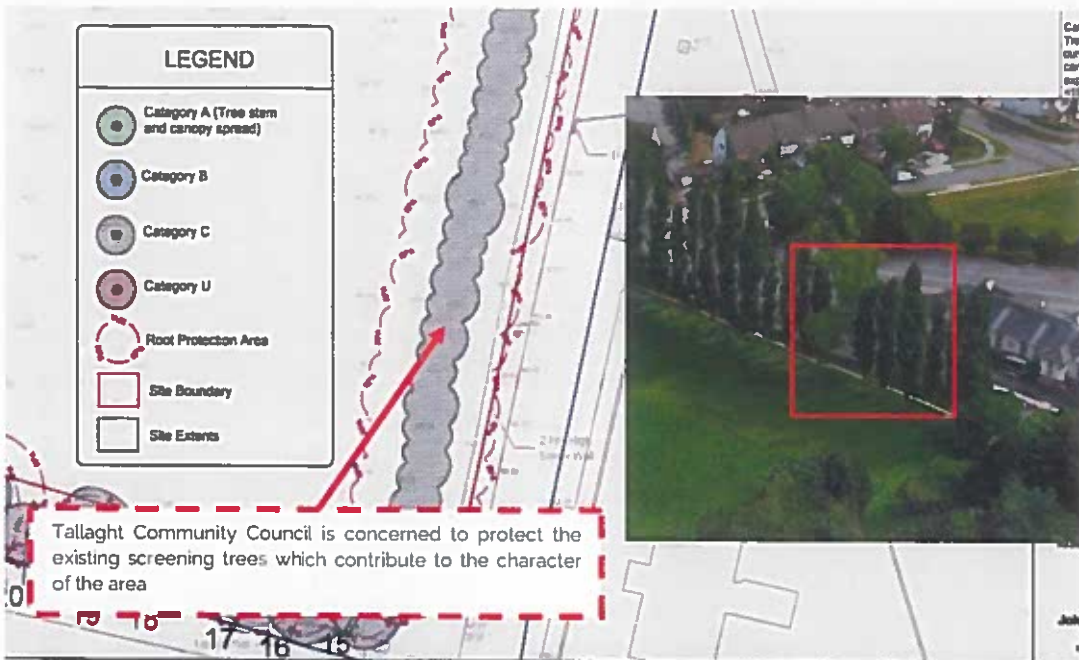 LEGEND
Category A (Tree stem
and canopy spread)
Category B
Category C
Category U
Root Protection Area
Site Boundary
Site Extents
Tallaght Community Council is concerned to protect the
existing screening trees which contribute to the character
of the area
19
18
17
16
15